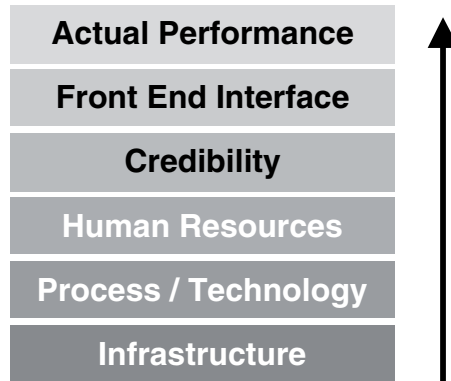 Actual Performance
Front End Interface
Credibility
Human Resources
Process / Technology
Infrastructure